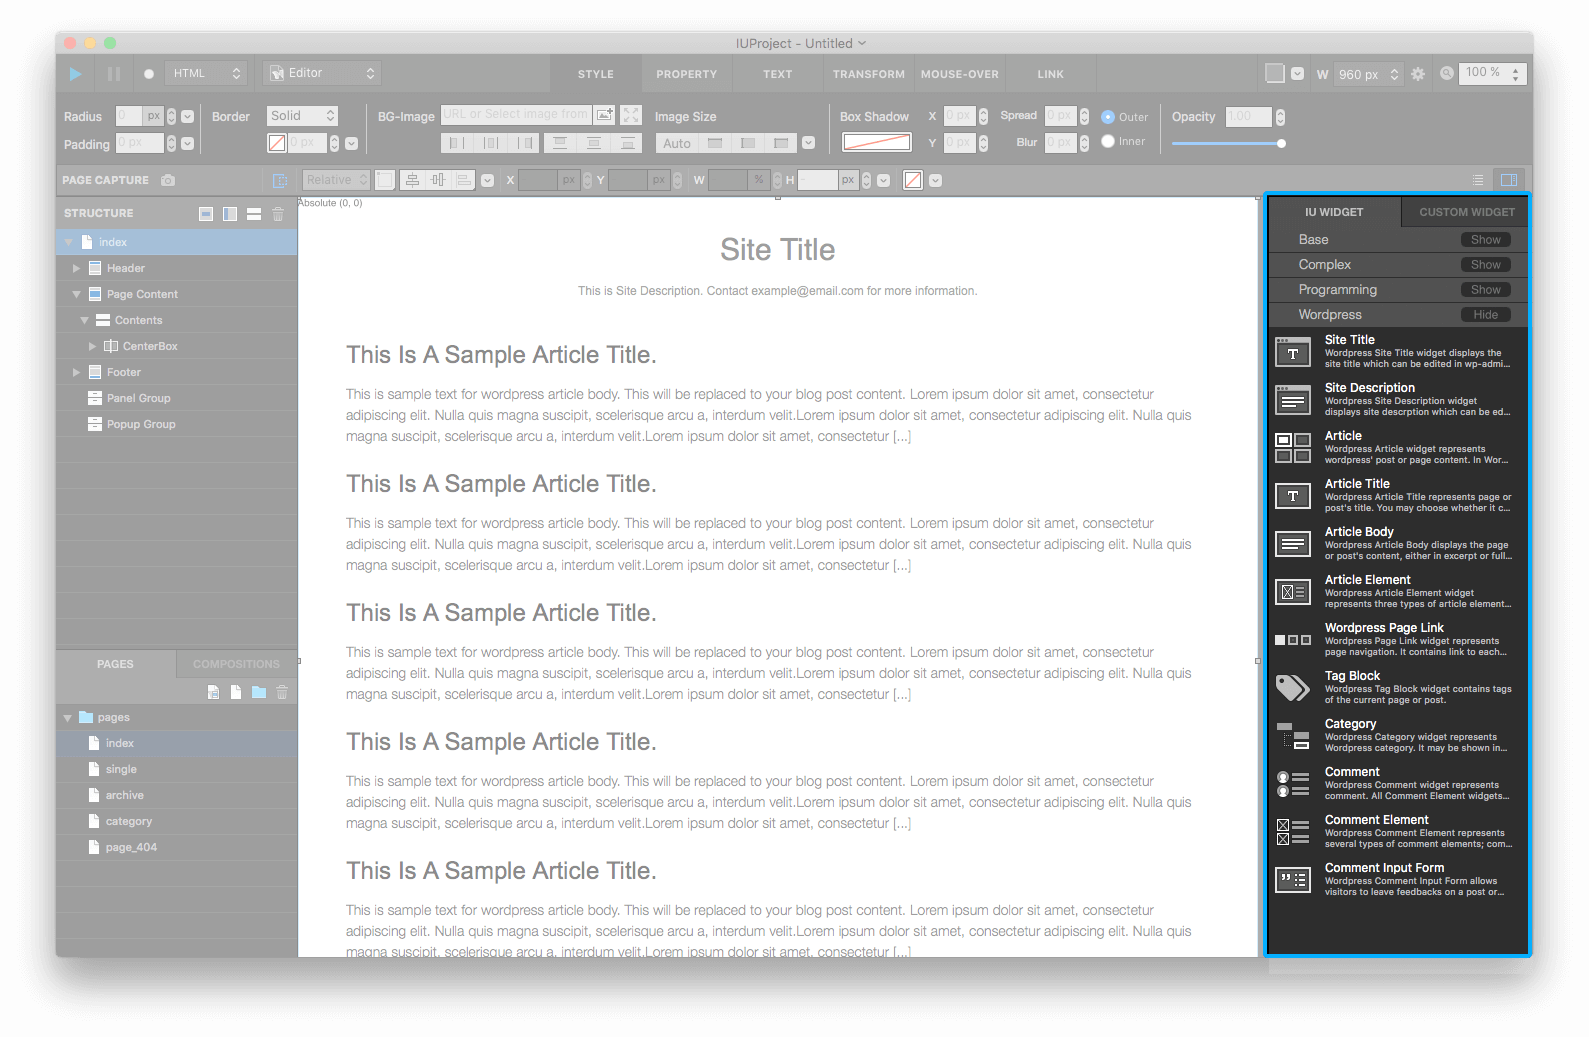 IUProject - Untitled
HTML
Editor
STYLE
PROPERTY
TEXT
TRANSFORM
MOUSE-OVER
LINK
W
960 px
100 %
Radius
0
px
Border
Solid
BG-Image
URL or Select image from
Image Size
Box Shadow
X
0 px
Spread
0 px
Outer
Opacity
1.00
Padding
0 px
0 px
Auto
Y
0 px
Blur
0 px
Inner
PAGE CAPTURE
Relative
X
px
Y
px
W
%
H
-
px
STRUCTURE
index
Header
Page Content
Contents
CenterBox
Footer
Panel Group
Popup Group
PAGES
COMPOSITIONS
pages
index
single
archive
category
page_404
Absolute (0, 0)
Site Title
This is Site Description. Contact example@email.com for more information.
This Is A Sample Article Title.
This is sample text for wordpress article body. This will be replaced to your blog post content. Lorem ipsum dolor sit amet, consectetur
adipiscing elit. Nulla quis magna suscipit, scelerisque arcu a, interdum velit.Lorem ipsum dolor sit amet, consectetur adipiscing elit. Nulla quis
magna suscipit, scelerisque arcu a, interdum velit.Lorem ipsum dolor sit amet, consectetur [...]
This Is A Sample Article Title.
This is sample text for wordpress article body. This will be replaced to your blog post content. Lorem ipsum dolor sit amet, consectetur
adipiscing elit. Nulla quis magna suscipit, scelerisque arcu a, interdum velit.Lorem ipsum dolor sit amet, consectetur adipiscing elit. Nulla quis
magna suscipit, scelerisque arcu a, interdum velit.Lorem ipsum dolor sit amet, consectetur [...]
This Is A Sample Article Title.
This is sample text for wordpress article body. This will be replaced to your blog post content. Lorem ipsum dolor sit amet, consectetur
adipiscing elit. Nulla quis magna suscipit, scelerisque arcu a, interdum velit.Lorem ipsum dolor sit amet, consectetur adipiscing elit. Nulla quis
magna suscipit, scelerisque arcu a, interdum velit.Lorem ipsum dolor sit amet, consectetur [...]
This Is A Sample Article Title.
This is sample text for wordpress article body. This will be replaced to your blog post content. Lorem ipsum dolor sit amet, consectetur
adipiscing elit. Nulla quis magna suscipit, scelerisque arcu a, interdum velit.Lorem ipsum dolor sit amet, consectetur adipiscing elit. Nulla quis
magna suscipit, scelerisque arcu a, interdum velit.Lorem ipsum dolor sit amet, consectetur [...]
This Is A Sample Article Title.
This is sample text for wordpress article body. This will be replaced to your blog post content. Lorem ipsum dolor sit amet, consectetur
adipiscing elit. Nulla quis magna suscipit, scelerisque arcu a, interdum velit.Lorem ipsum dolor sit amet, consectetur adipiscing elit. Nulla quis
magna suscipit, scelerisque arcu a, interdum velit.Lorem ipsum dolor sit amet, consectetur [...]
IU WIDGET
CUSTOM WIDGET
Base
Show
Complex
Show
Programming
Show
Wordpress
Hide
Site Title
Wordpress Site Title widget displays the
site title which can be edited in wp-admi...
Site Description
Wordpress Site Description widget
displays site descrption which can be ed...
Article
Wordpress Article widget represents
wordpress' post or page content. In Wor...
Article Title
Wordpress Article Title represents page or
post's title. You may choose whether it c...
Article Body
Wordpress Article Body displays the page
or post's content, either in excerpt or full...
Article Element
Wordpress Article Element widget
represents three types of article element...
Wordpress Page Link
Wordpress Page Link widget represents
page navigation. It contains link to each...
Tag Block
Wordpress Tag Block widget contains tags
of the current page or post.
Category
Wordpress Category widget represents
Wordpress category. It may be shown in...
Comment
Wordpress Comment widget represents
comment. All Comment Element widgets...
Comment Element
Wordpress Comment Element represents
several types of comment elements; com...
Comment Input Form
Wordpress Comment Input Form allows
visitors to leave feedbacks on a post or...